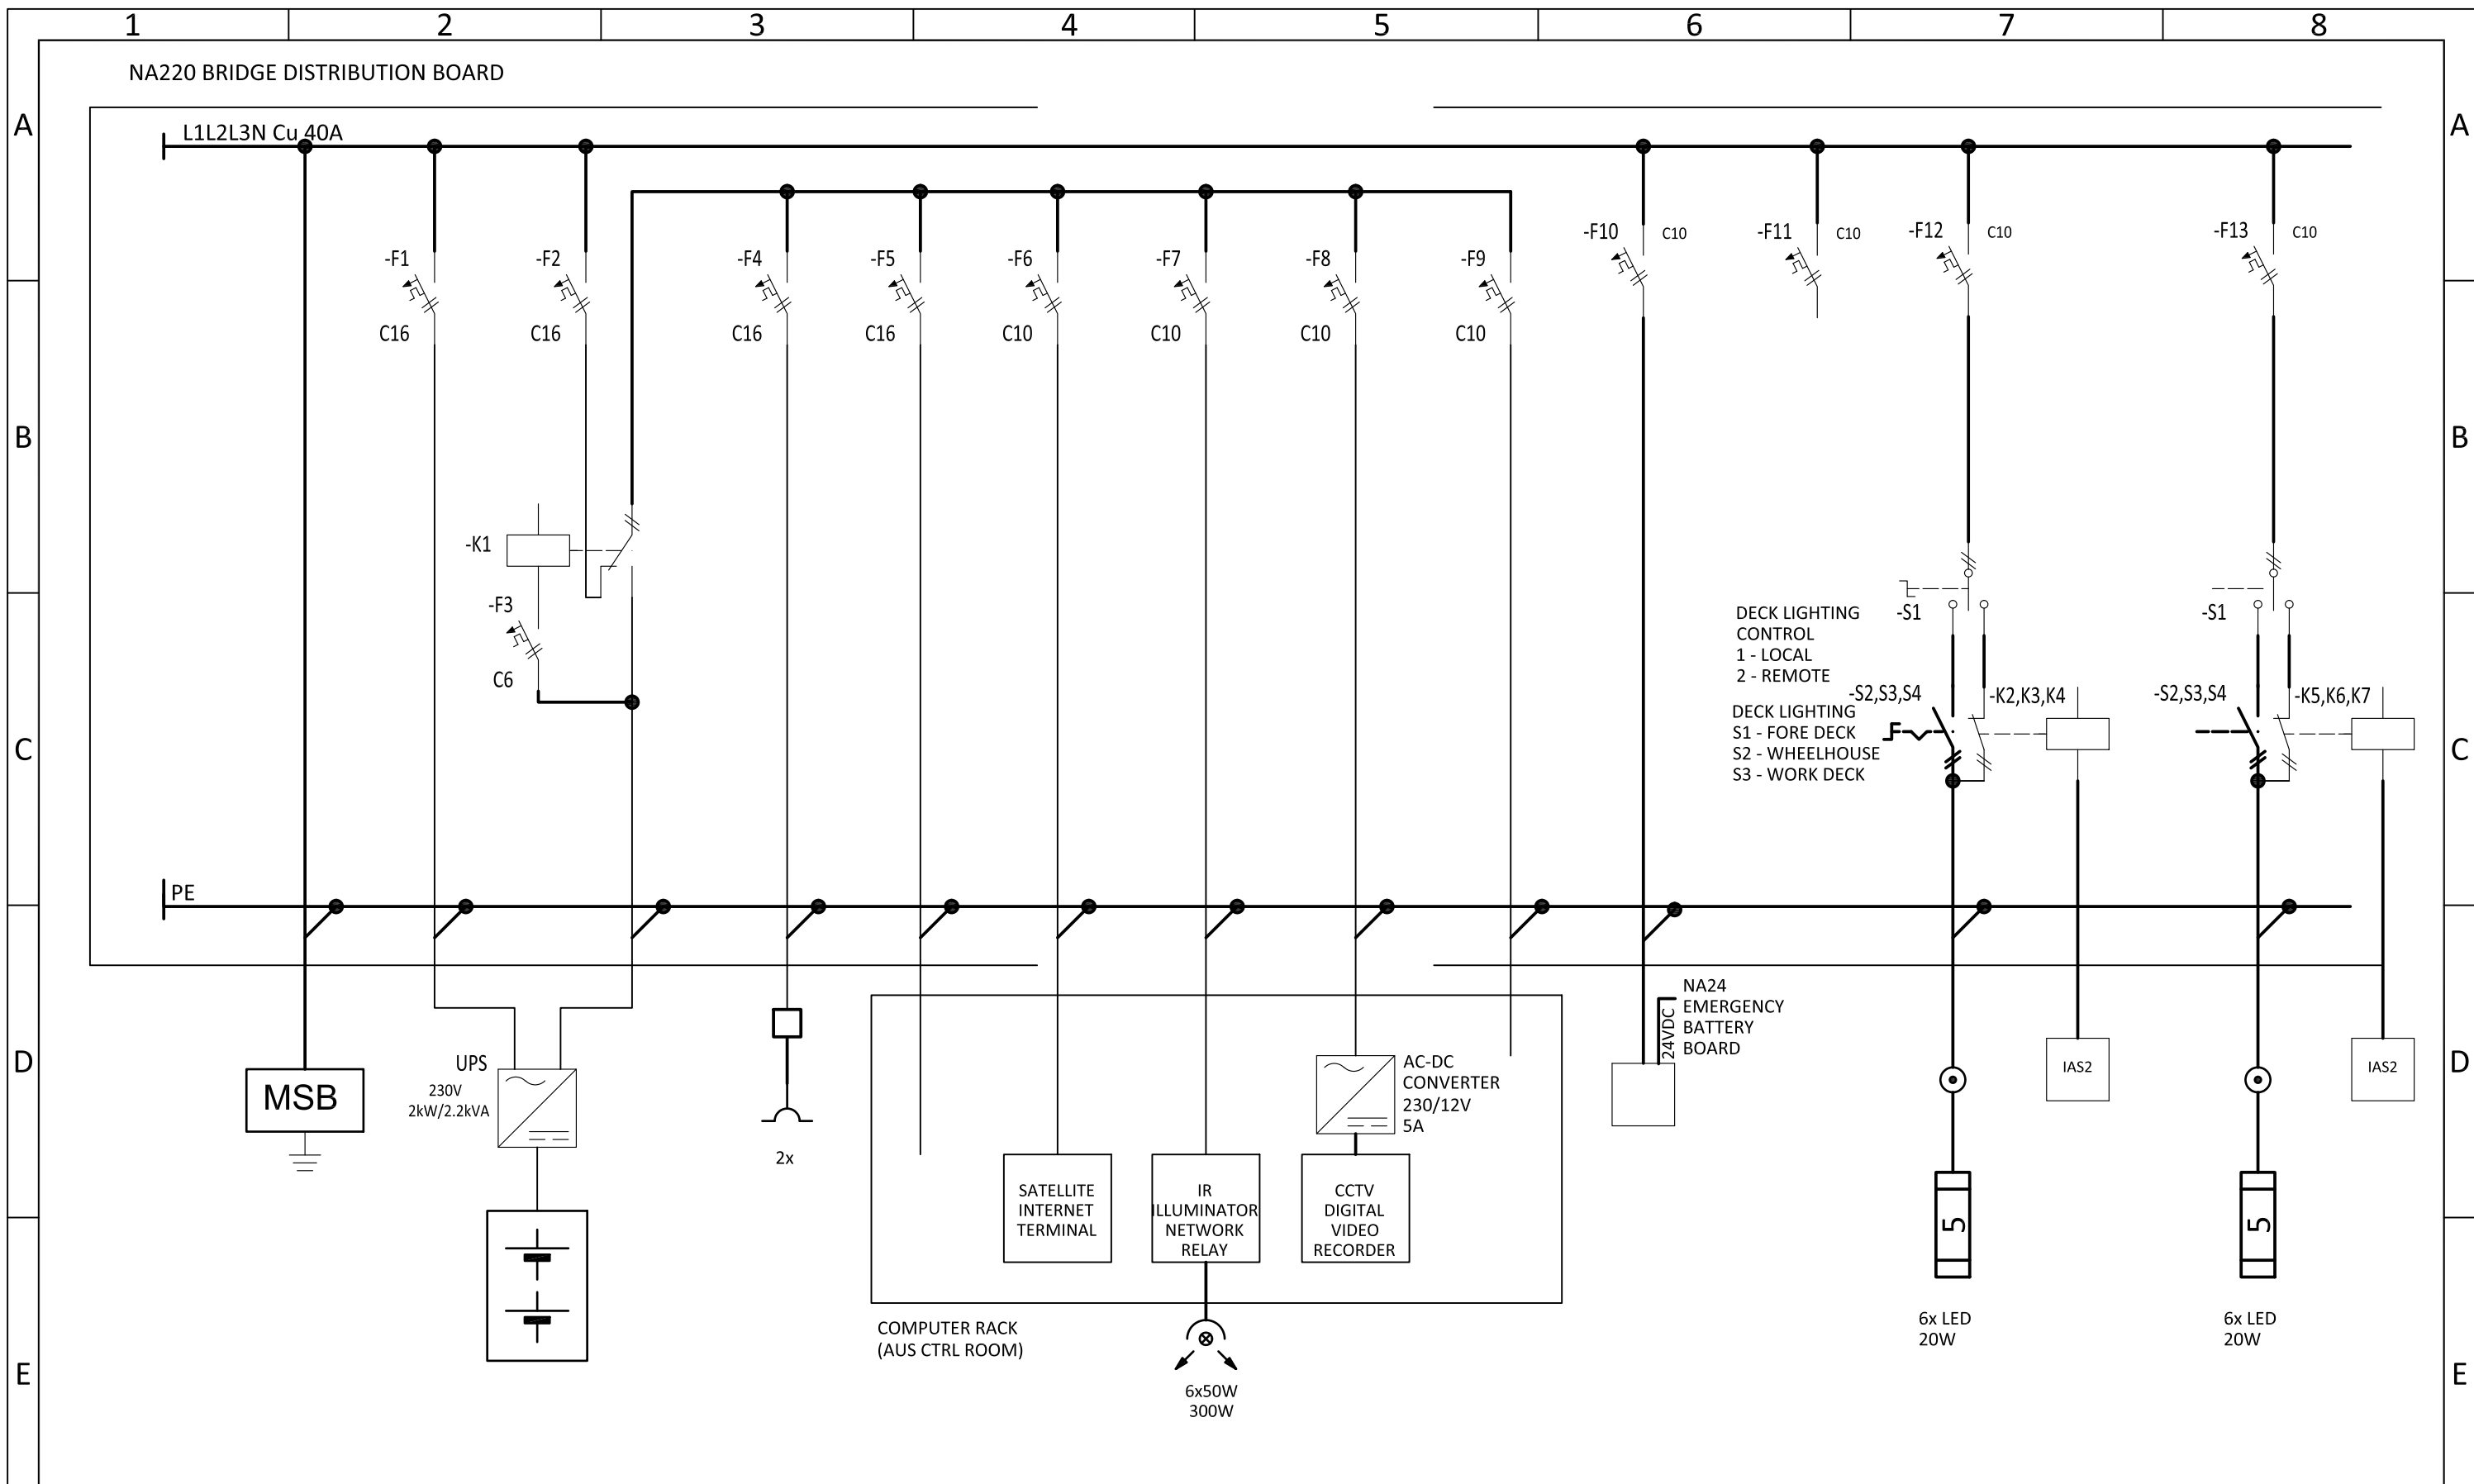 1 2 3 4 5 6 7 8
NA220 BRIDGE DISTRIBUTION BOARD
A A
L1L2L3N Cu 40A
-F10 C10 -F11 C10 -F12 C10 -F13 C10
-F1 -F2 -F4 -F5 -F6 -F7 -F8 -F9
C16 C16 C16 C16 C10 C10 C10 C10
B B
-K1
-F3
C6
DECK LIGHTING
CONTROL
1 - LOCAL
2 - REMOTE
-S1
-S1
-S2,S3,S4
-K2,K3,K4
-S2,S3,S4
-K5,K6,K7
DECK LIGHTING
S1 - FORE DECK
S2 - WHEELHOUSE
S3 - WORK DECK
C C
PE
D D
MSB
UPS
230V
2kW/2.2kVA
2x
AC-DC
CONVERTER
230/12V
5A
24VDC
NA24
EMERGENCY
BATTERY
BOARD
IAS2
IAS2
SATELLITE
INTERNET
TERMINAL
IR
ILLUMINATOR
NETWORK
RELAY
CCTV
DIGITAL
VIDEO
RECORDER
5
5
COMPUTER RACK
(AUS CTRL ROOM)
6x LED
20W
6x LED
20W
E E
6x50W
300W